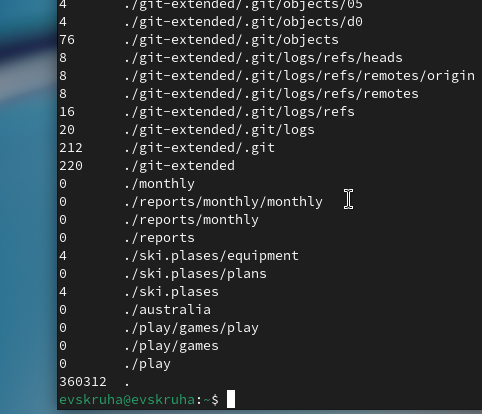 4       ./git-extended/.git/objects/05
4       ./git-extended/.git/objects/d0
76      ./git-extended/.git/objects
8       ./git-extended/.git/logs/refs/heads
8       ./git-extended/.git/logs/refs/remotes/origin
8       ./git-extended/.git/logs/refs/remotes
16      ./git-extended/.git/logs/refs
20      ./git-extended/.git/logs
212     ./git-extended/.git
220     ./git-extended
0       ./monthly
0       ./reports/monthly/monthly
0       ./reports/monthly
0       ./reports
4       ./ski.plases/equipment
0       ./ski.plases/plans
4       ./ski.plases
0       ./australia
0       ./play/games/play
0       ./play/games
0       ./play
360312  .
evskruha@evskruha:~$